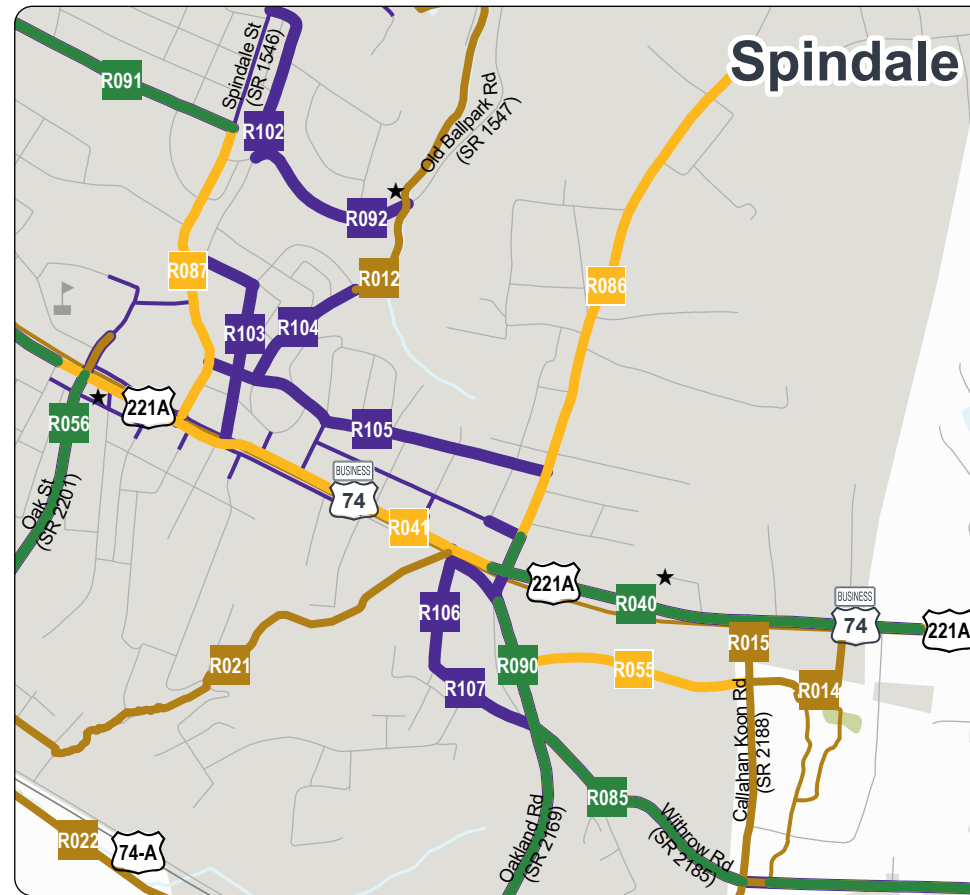 Spindale
R091
Spindale St
(SR 1546)
R102
Old Ballpark Rd
(SR 1547)
R092
R087
R012
R086
R103
R104
221A
R056
R105
Oak St
(SR 2201)
BUSINESS
74
R041
221A
R040
BUSINESS
74
221A
R106
R015
R021
R090
R055
R107
R014
Callahan Koon Rd
(SR 2188)
R085
Oakland Rd
(SR 2169)
Withrow Rd
(SR 2185)
R022
74-A